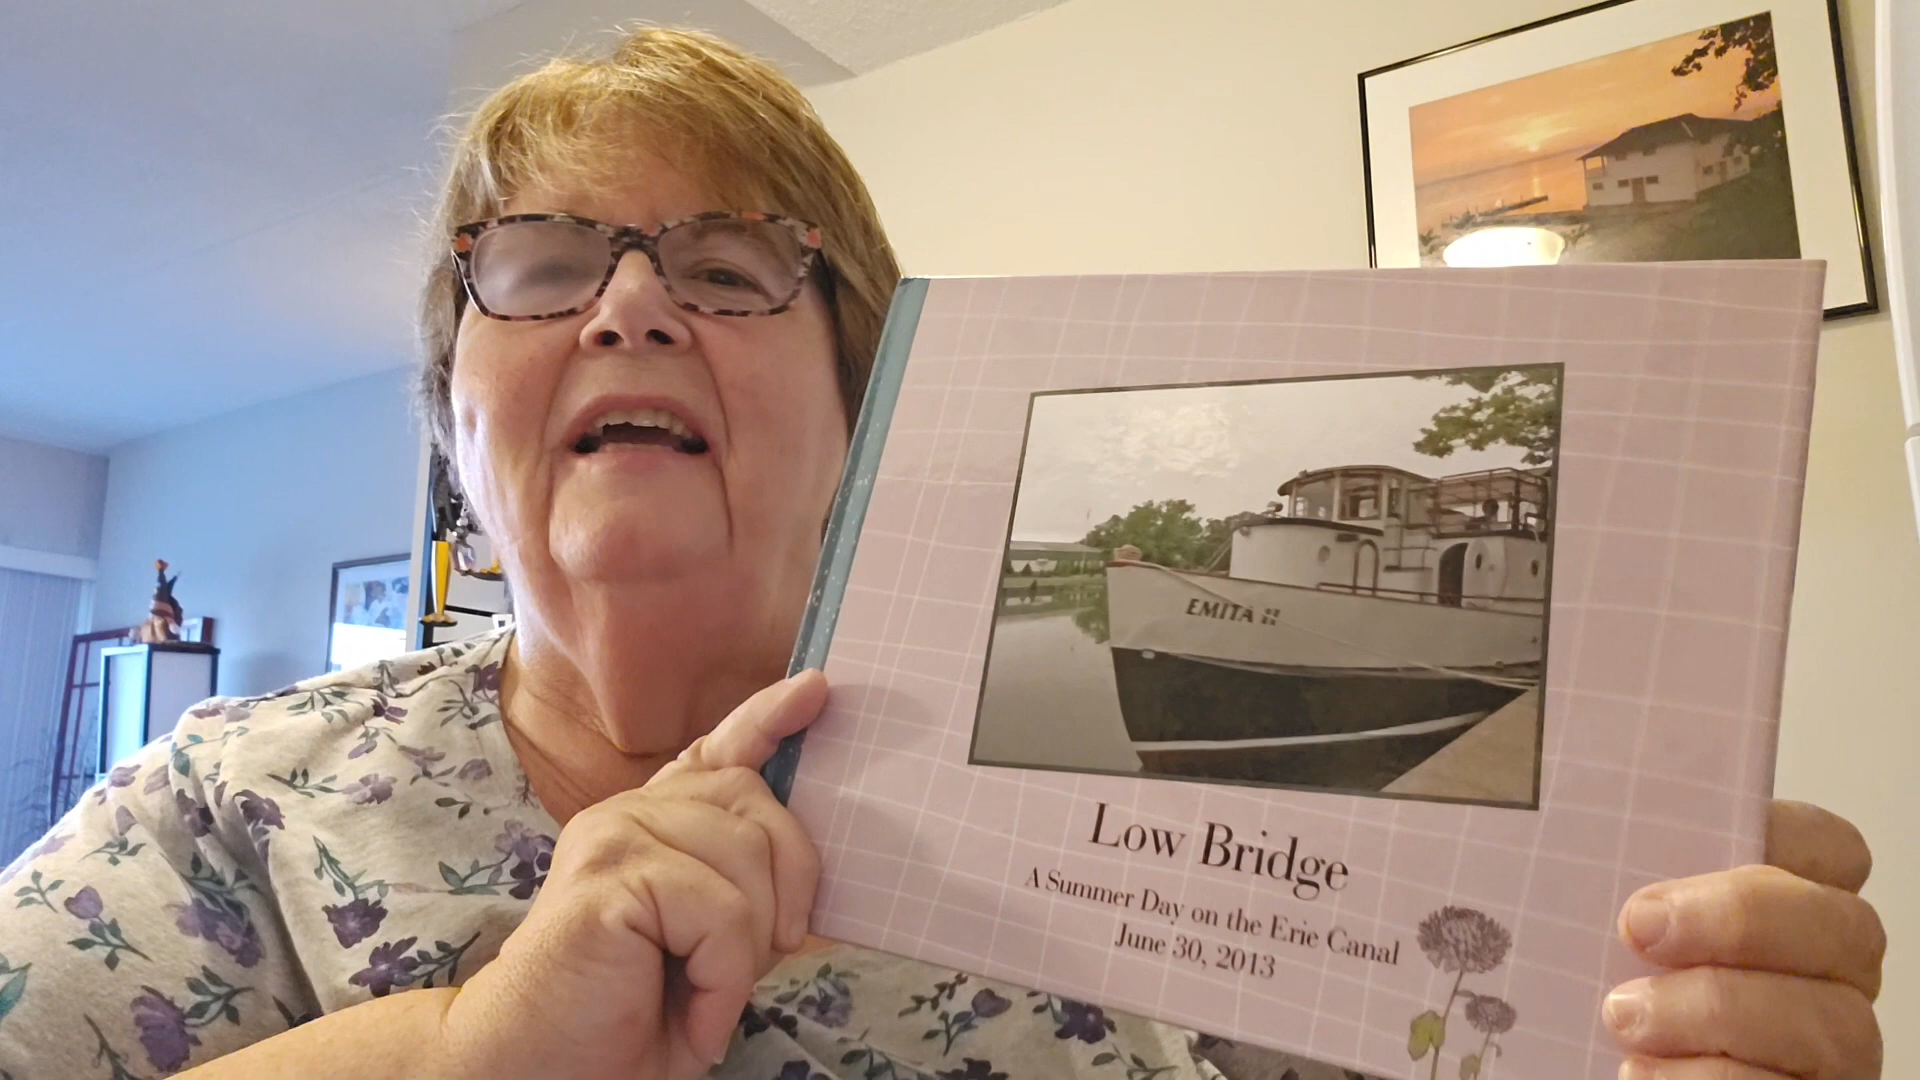 EMITA II
Low Bridge
A Summer Day on the Erie Canal
June 30, 2013